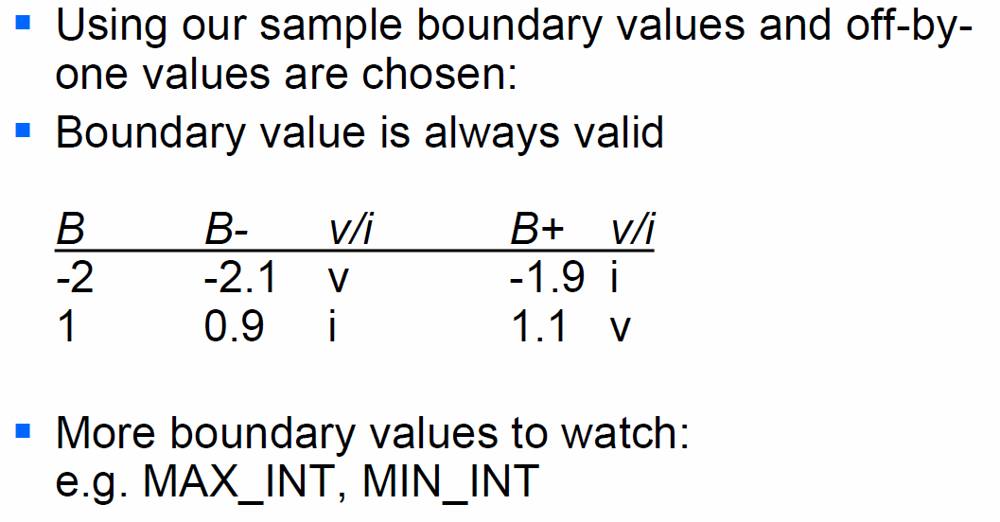 ▪ Using our sample boundary values and off-by-
one values are chosen:
▪ Boundary value is always valid
B B- v/i B+ v/i
-2 -2.1 v -1.9 i
1 0.9 i 1.1 v
▪ More boundary values to watch:
e.g. MAX_INT, MIN_INT